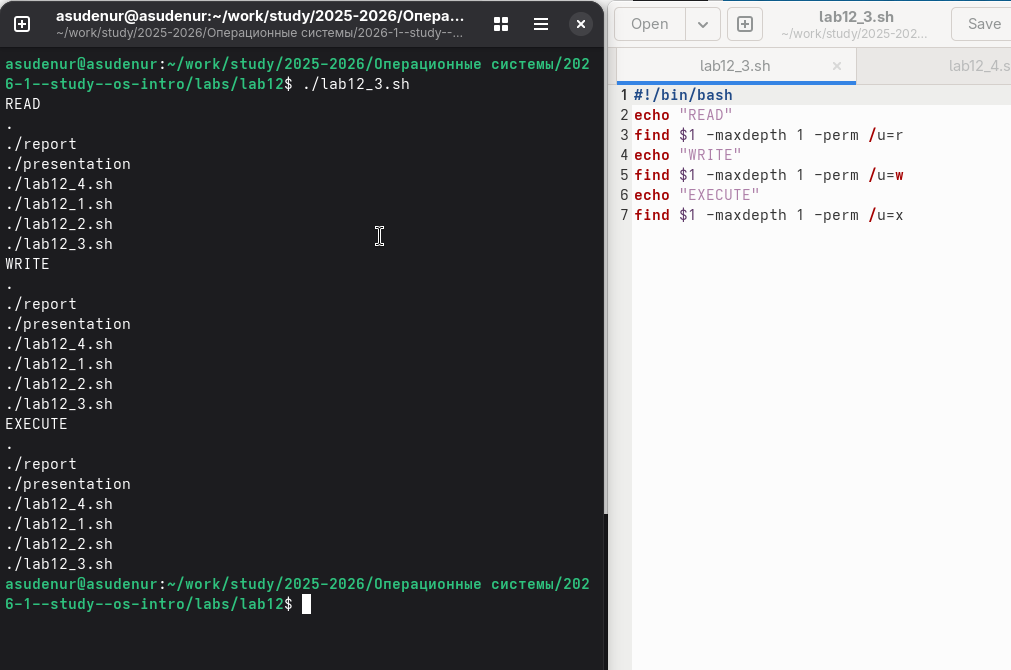 asudenur@asudenur:~/work/study/2025-2026/Опера...
~/work/study/2025-2026/Операционные системы/2026-1--study--...
asudenur@asudenur:~/work/study/2025-2026/Операционные системы/202
6-1--study--os-intro/labs/lab12$ ./lab12_3.sh
READ
.
./report
./presentation
./lab12_4.sh
./lab12_1.sh
./lab12_2.sh
./lab12_3.sh
WRITE
.
./report
./presentation
./lab12_4.sh
./lab12_1.sh
./lab12_2.sh
./lab12_3.sh
EXECUTE
.
./report
./presentation
./lab12_4.sh
./lab12_1.sh
./lab12_2.sh
./lab12_3.sh
asudenur@asudenur:~/work/study/2025-2026/Операционные системы/202
6-1--study--os-intro/labs/lab12$
Open
lab12_3.sh
~/work/study/2025-202...
Save
lab12_3.sh
lab12_4.s
1 #!/bin/bash
2 echo "READ"
3 find $1 -maxdepth 1 -perm /u=r
4 echo "WRITE"
5 find $1 -maxdepth 1 -perm /u=w
6 echo "EXECUTE"
7 find $1 -maxdepth 1 -perm /u=x